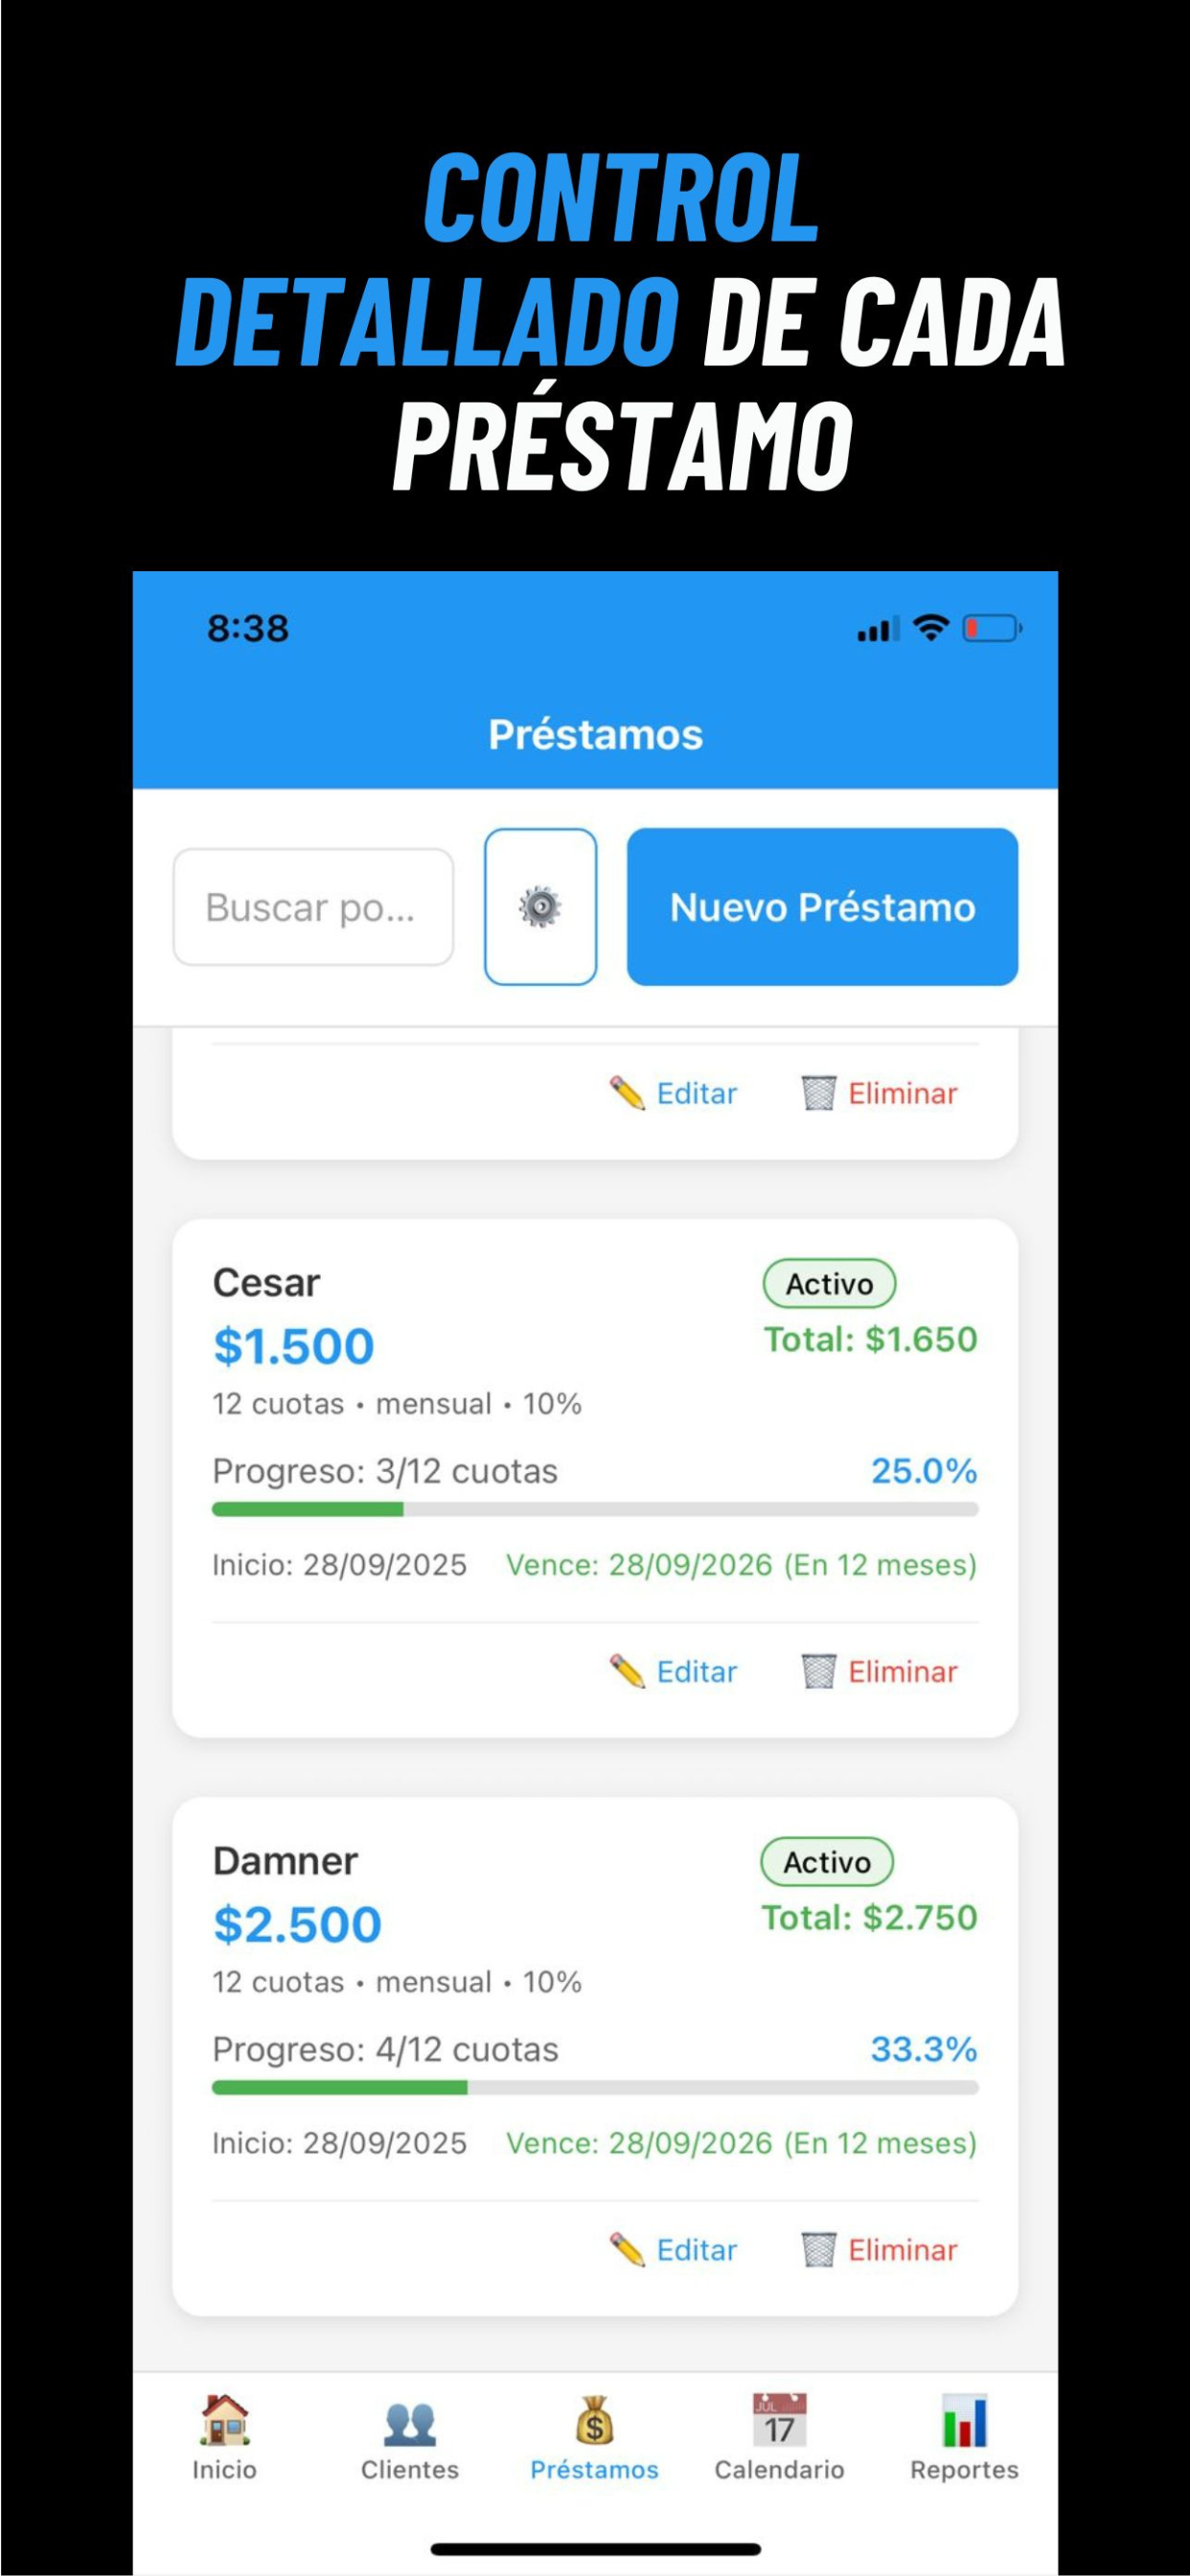 CONTROL
DETALLADO DE CADA
PRÉSTAMO
8:38
Préstamos
Buscar po...
Nuevo Préstamo
Editar
Eliminar
Cesar
Activo
$1.500
Total: $1.650
12 cuotas • mensual • 10%
Progreso: 3/12 cuotas
25.0%
Inicio: 28/09/2025
Vence: 28/09/2026 (En 12 meses)
Editar
Eliminar
Damner
Activo
$2.500
Total: $2.750
12 cuotas • mensual • 10%
Progreso: 4/12 cuotas
33.3%
Inicio: 28/09/2025
Vence: 28/09/2026 (En 12 meses)
Editar
Eliminar
$
JUL
17
Inicio
Clientes
Préstamos
Calendario
Reportes